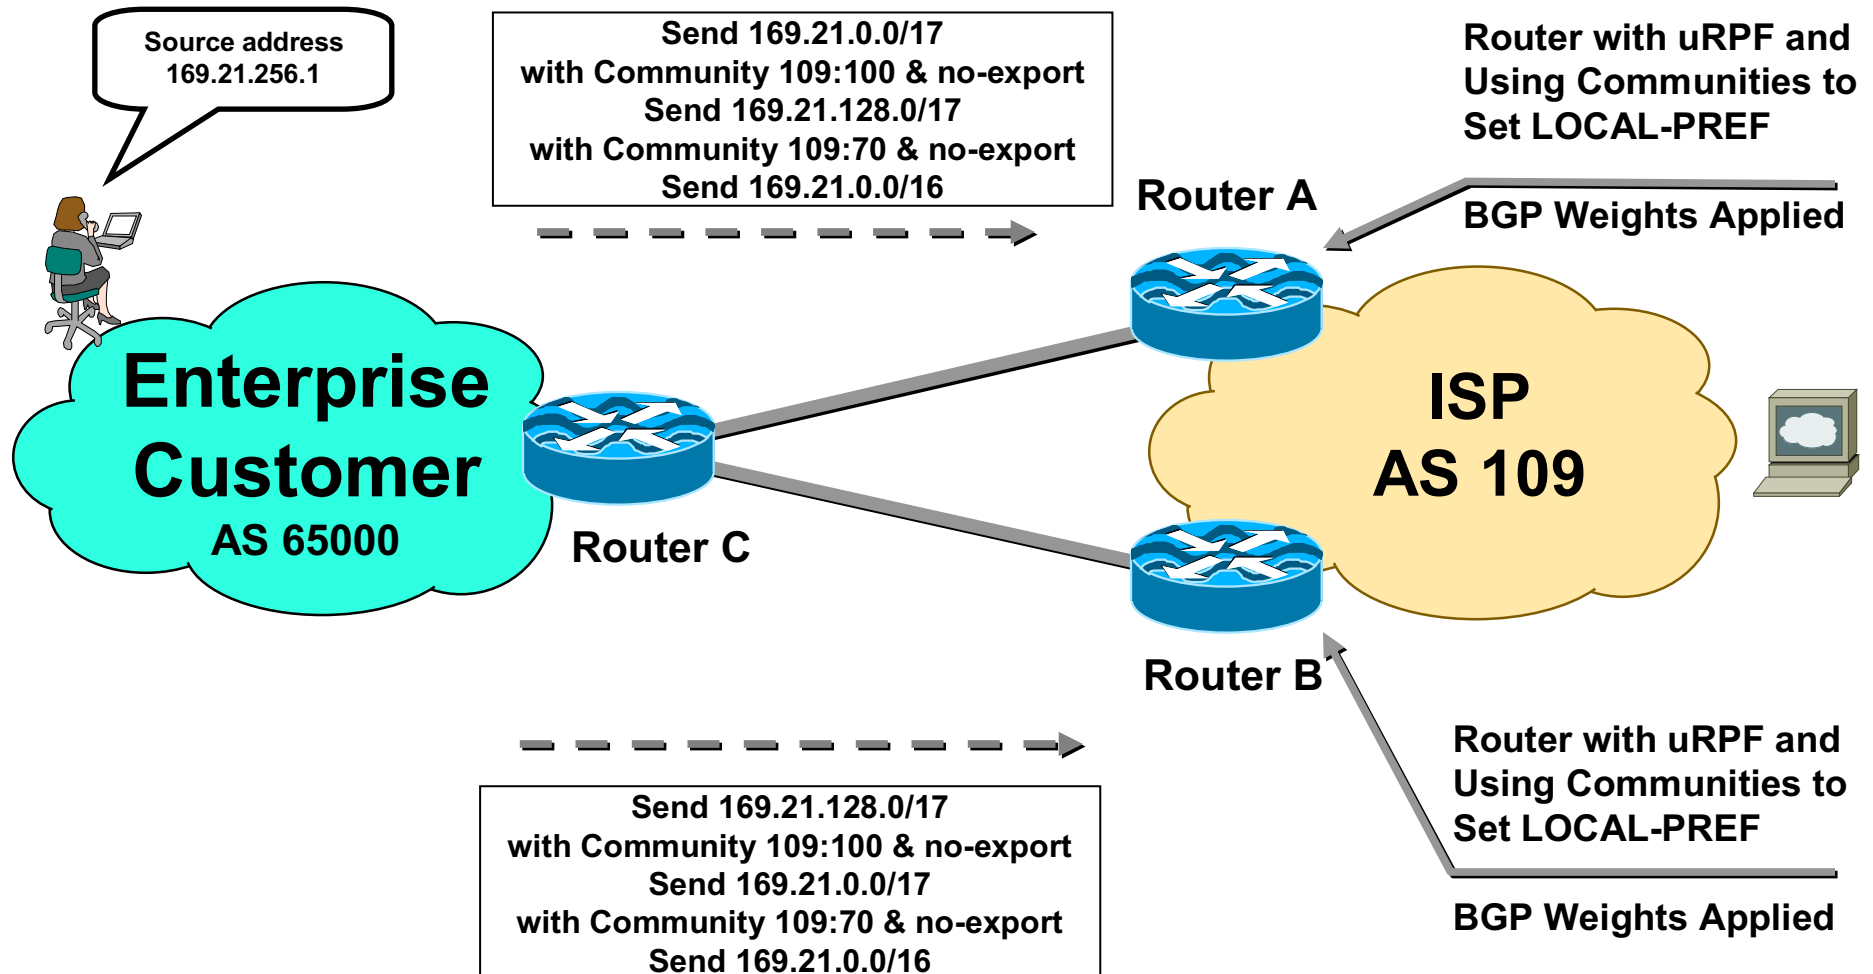 Source address
169.21.256.1
Send 169.21.0.0/17
with Community 109:100 & no-export
Send 169.21.128.0/17
with Community 109:70 & no-export
Send 169.21.0.0/16
Router with uRPF and
Using Communities to
Set LOCAL-PREF
BGP Weights Applied
Router A
Enterprise
Customer
AS 65000
Router C
ISP
AS 109
Router B
Send 169.21.128.0/17
with Community 109:100 & no-export
Send 169.21.0.0/17
with Community 109:70 & no-export
Send 169.21.0.0/16
Router with uRPF and
Using Communities to
Set LOCAL-PREF
BGP Weights Applied